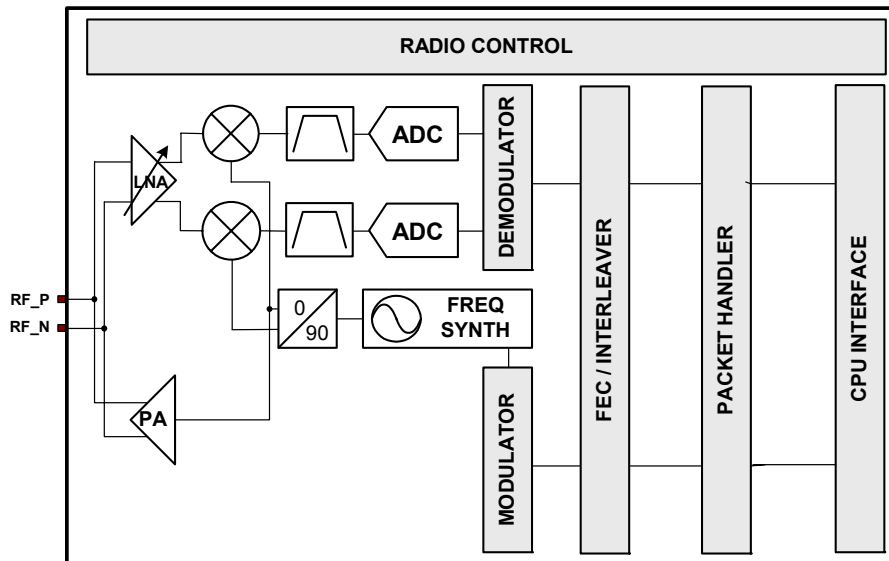 RADIO CONTROL
LNA
ADC
ADC
DEMODULATOR
FEC / INTERLEAVER
PACKET HANDLER
CPU INTERFACE
RF_P
RF_N
0
90
FREQ
SYNTH
PA
MODULATOR